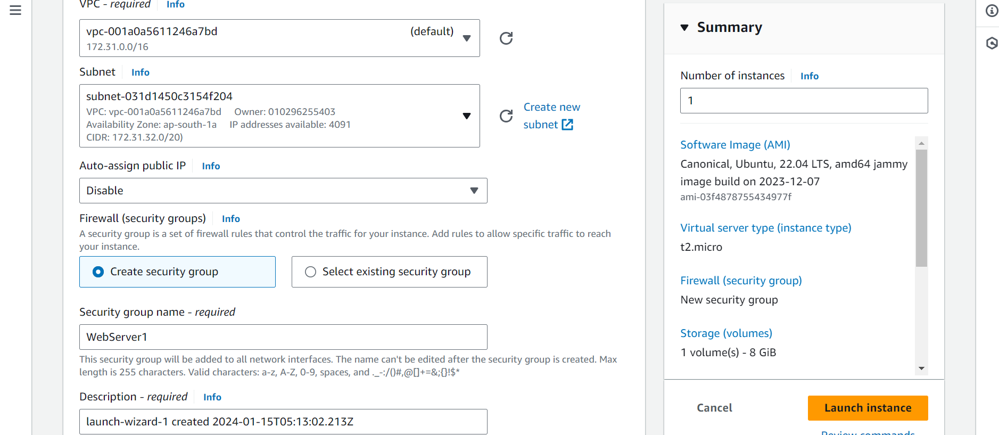 VPC - required Info
vpc-001a0a5611246a7bd (default)
172.31.0.0/16
Subnet Info
subnet-031d1450c3154f204
VPC: vpc-001a0a5611246a7bd Owner: 010296255403
Availability Zone: ap-south-1a IP addresses available: 4091
CIDR: 172.31.32.0/20)
Create new
subnet
Auto-assign public IP Info
Disable
Firewall (security groups) Info
A security group is a set of firewall rules that control the traffic for your instance. Add rules to allow specific traffic to reach
your instance.
Create security group
Select existing security group
Security group name - required
WebServer1
This security group will be added to all network interfaces. The name can't be edited after the security group is created. Max
length is 255 characters. Valid characters: a-z, A-Z, 0-9, spaces, and ._-:/()#,@[]+=&;{}!$*
Description - required Info
launch-wizard-1 created 2024-01-15T05:13:02.213Z
Summary
Number of instances Info
1
Software Image (AMI)
Canonical, Ubuntu, 22.04 LTS, amd64 jammy
image build on 2023-12-07
ami-03f4878755434977f
Virtual server type (instance type)
t2.micro
Firewall (security group)
New security group
Storage (volumes)
1 volume(s) - 8 GiB
Cancel
Launch instance
Review commands